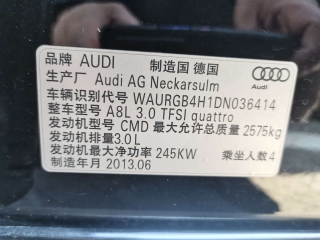 品牌 AUDI 制造国 德国
Audi
生产厂 Audi AG Neckarsulm
车辆识别代号 WAURGB4H1DN036414
整车型号 A8L 3.0 TFSI quattro
发动机型号 CMD 最大允许总质量 2575kg
发动机排量3.0 L
发动机最大净功率 245KW 乘坐人数 4
制造年月 2013.06